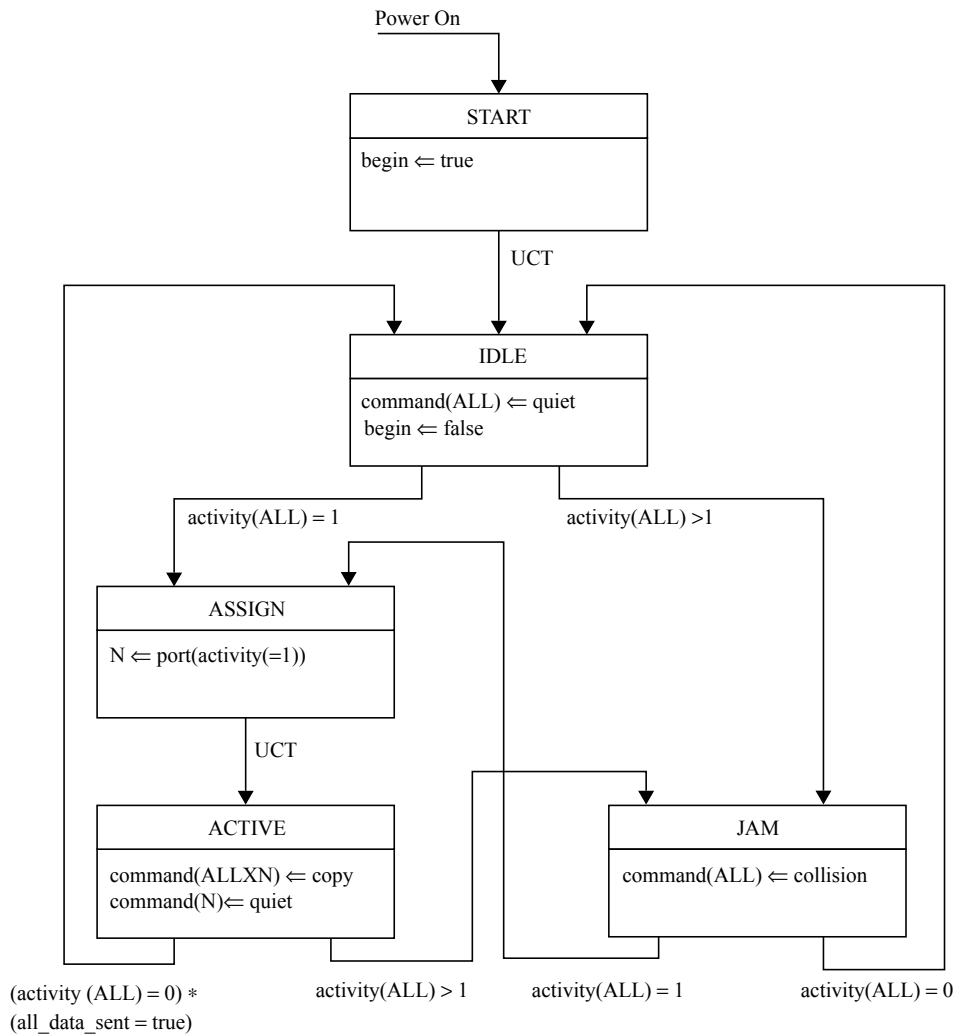 Power On
START
begin ⇐ true
UCT
IDLE
command(ALL) ⇐ quiet
begin ⇐ false
activity(ALL) = 1
activity(ALL) >1
ASSIGN
N ⇐ port(activity(=1))
UCT
ACTIVE
command(ALLXN) ⇐ copy
command(N)⇐ quiet
JAM
command(ALL) ⇐ collision
(activity (ALL) = 0) *
(all_data_sent = true)
activity(ALL) > 1
activity(ALL) = 1
activity(ALL) = 0